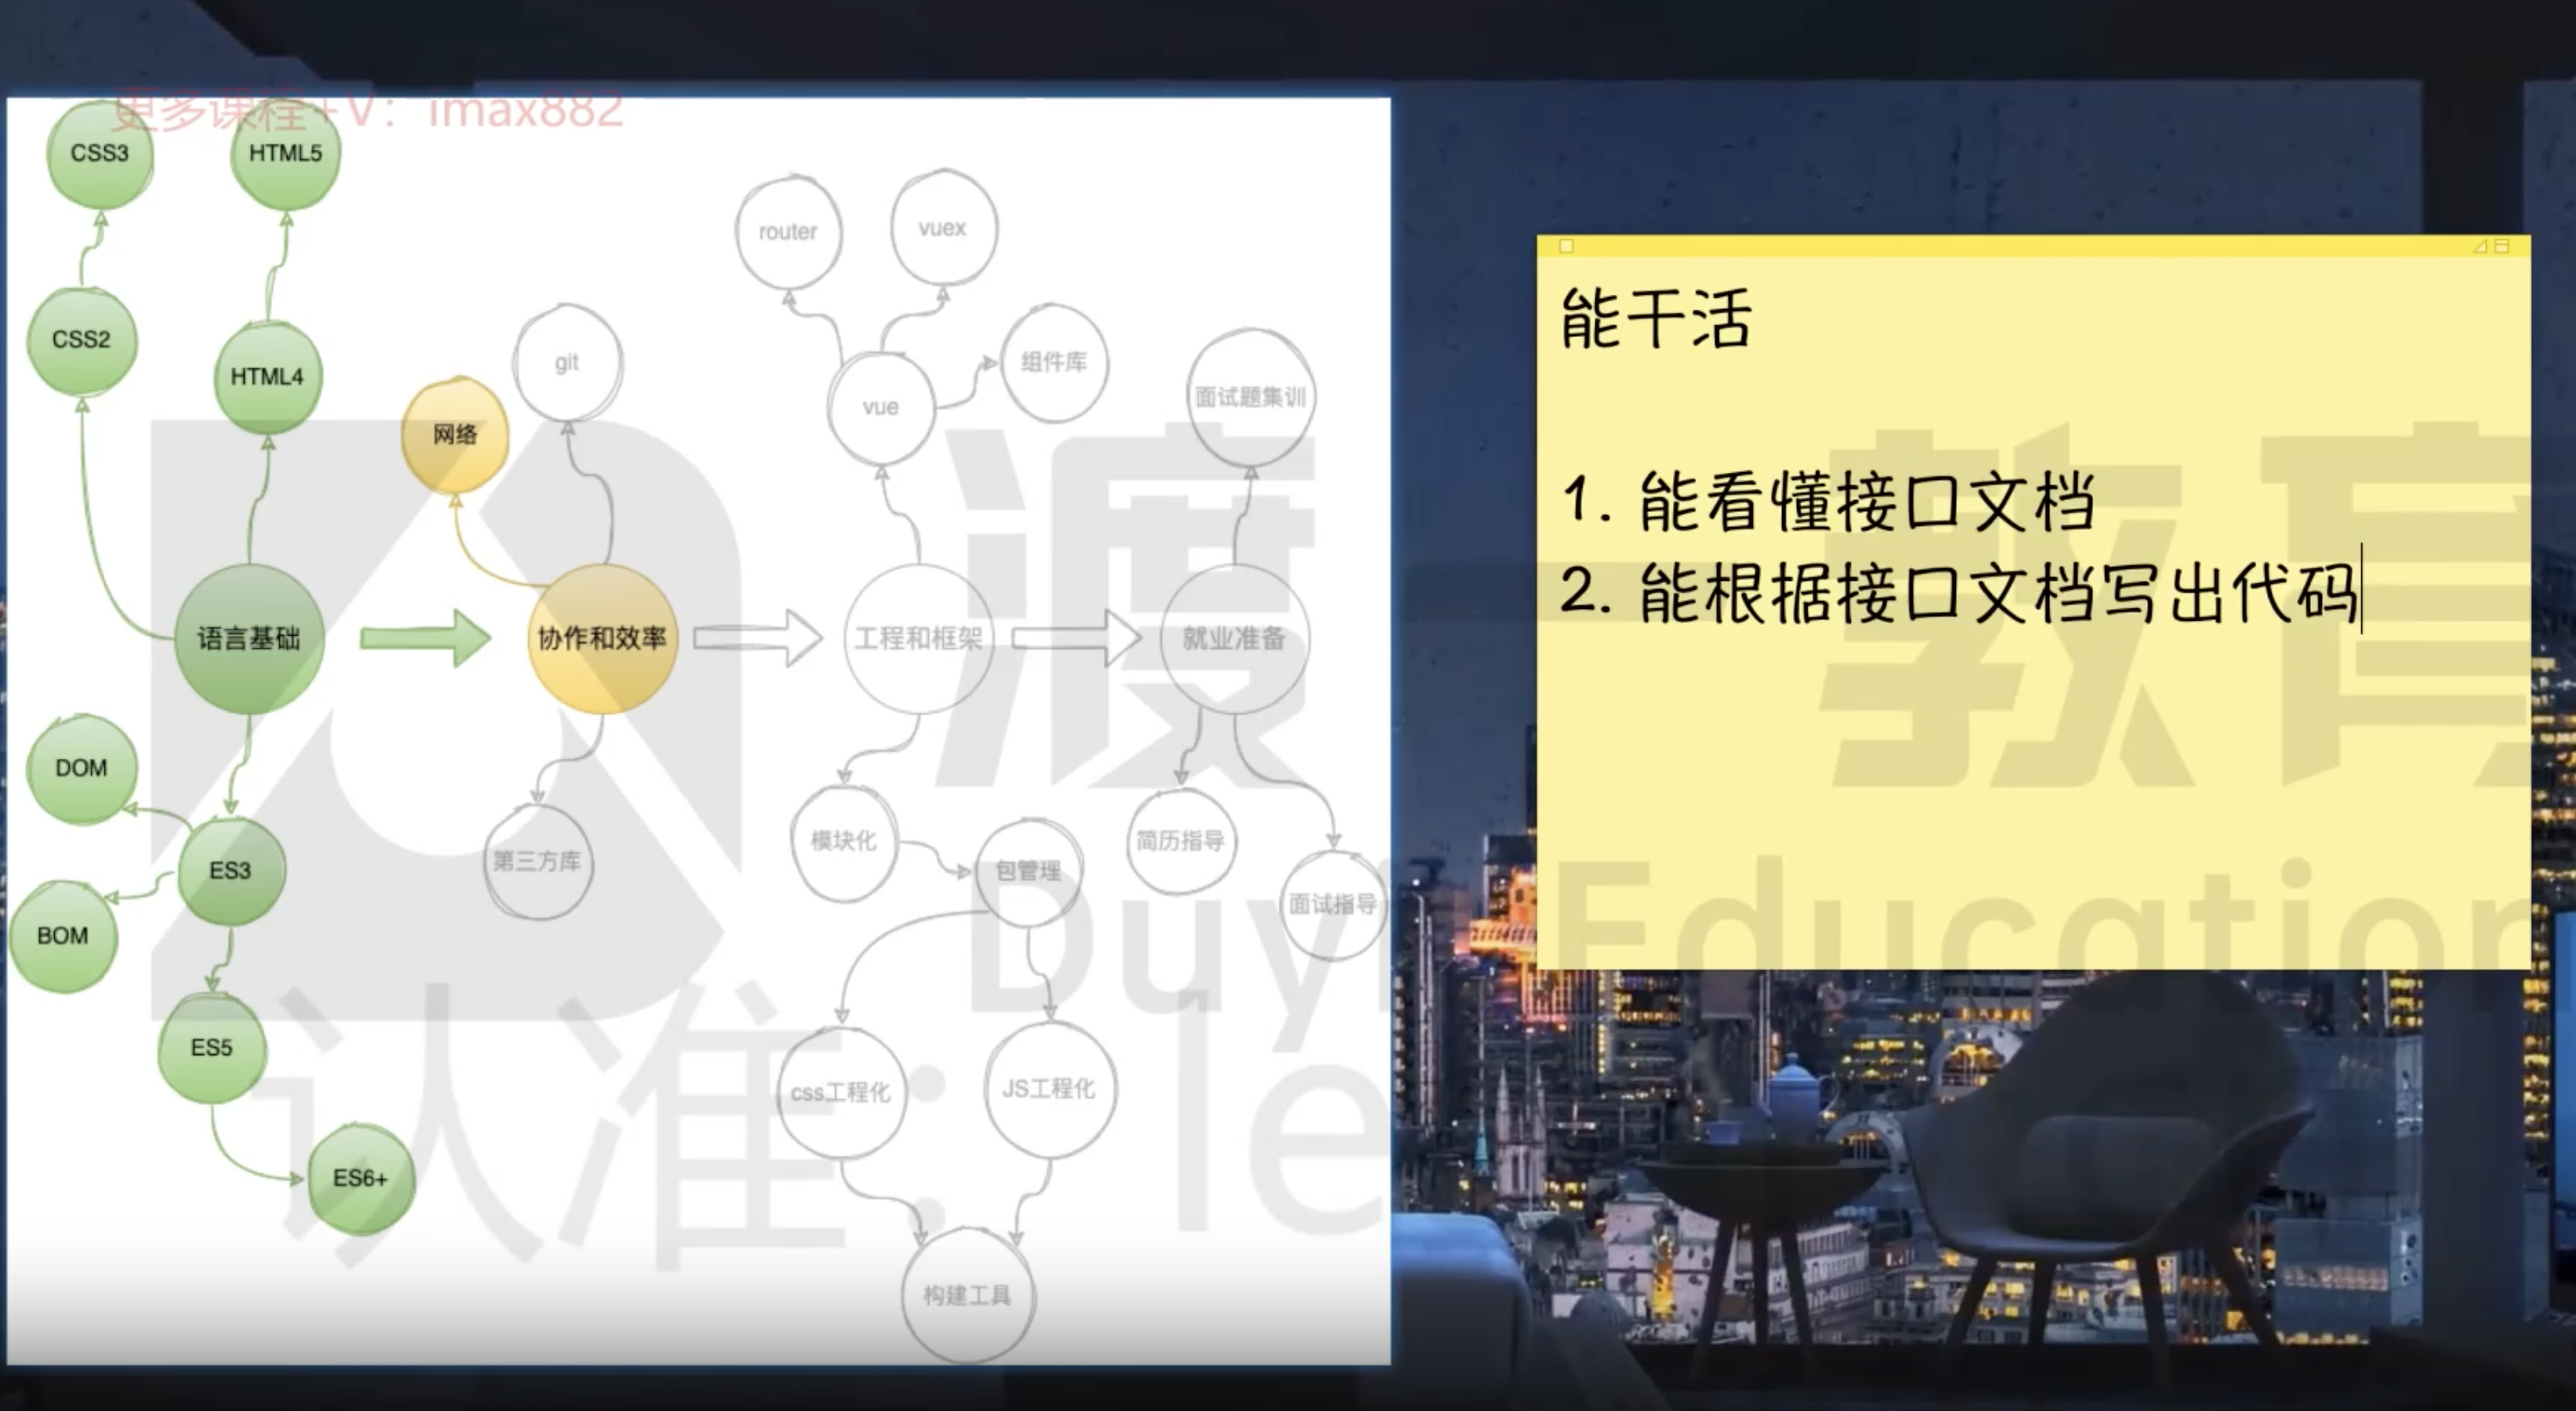 更多课程+V：imax882
CSS3
HTML5
router
vuex
CSS2
HTML4
git
组件库
网络
vue
面试题集训
语言基础
协作和效率
工程和框架
就业准备
DOM
ES3
第三方库
模块化
包管理
简历指导
面试指导
BOM
ES5
css工程化
JS工程化
ES6+
构建工具
能干活
1. 能看懂接口文档
2. 能根据接口文档写出代码
渡
教育
Duyi Education
认准：le